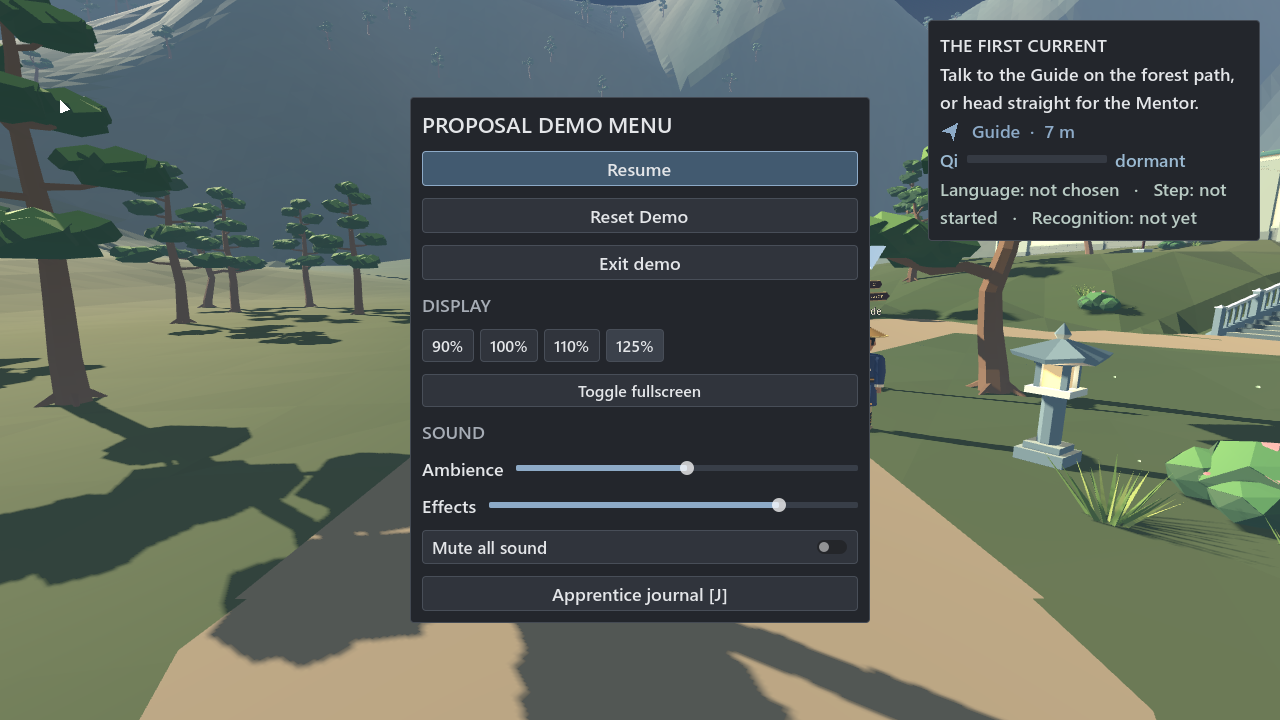 THE FIRST CURRENT
Talk to the Guide on the forest path,
or head straight for the Mentor.
Guide · 7 m
Qi dormant
Language: not chosen · Step: not
started · Recognition: not yet
PROPOSAL DEMO MENU
Resume
Reset Demo
Exit demo
DISPLAY
90% 100% 110% 125%
Toggle fullscreen
SOUND
Ambience
Effects
Mute all sound
Apprentice journal [J]